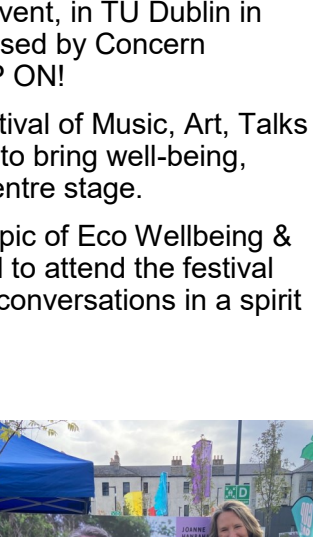 vent, in TU Dublin in
sed by Concern
? ON!
tival of Music, Art, Talks
to bring well-being,
entre stage.
pic of Eco Wellbeing &
l to attend the festival
conversations in a spirit
JOANNE
D